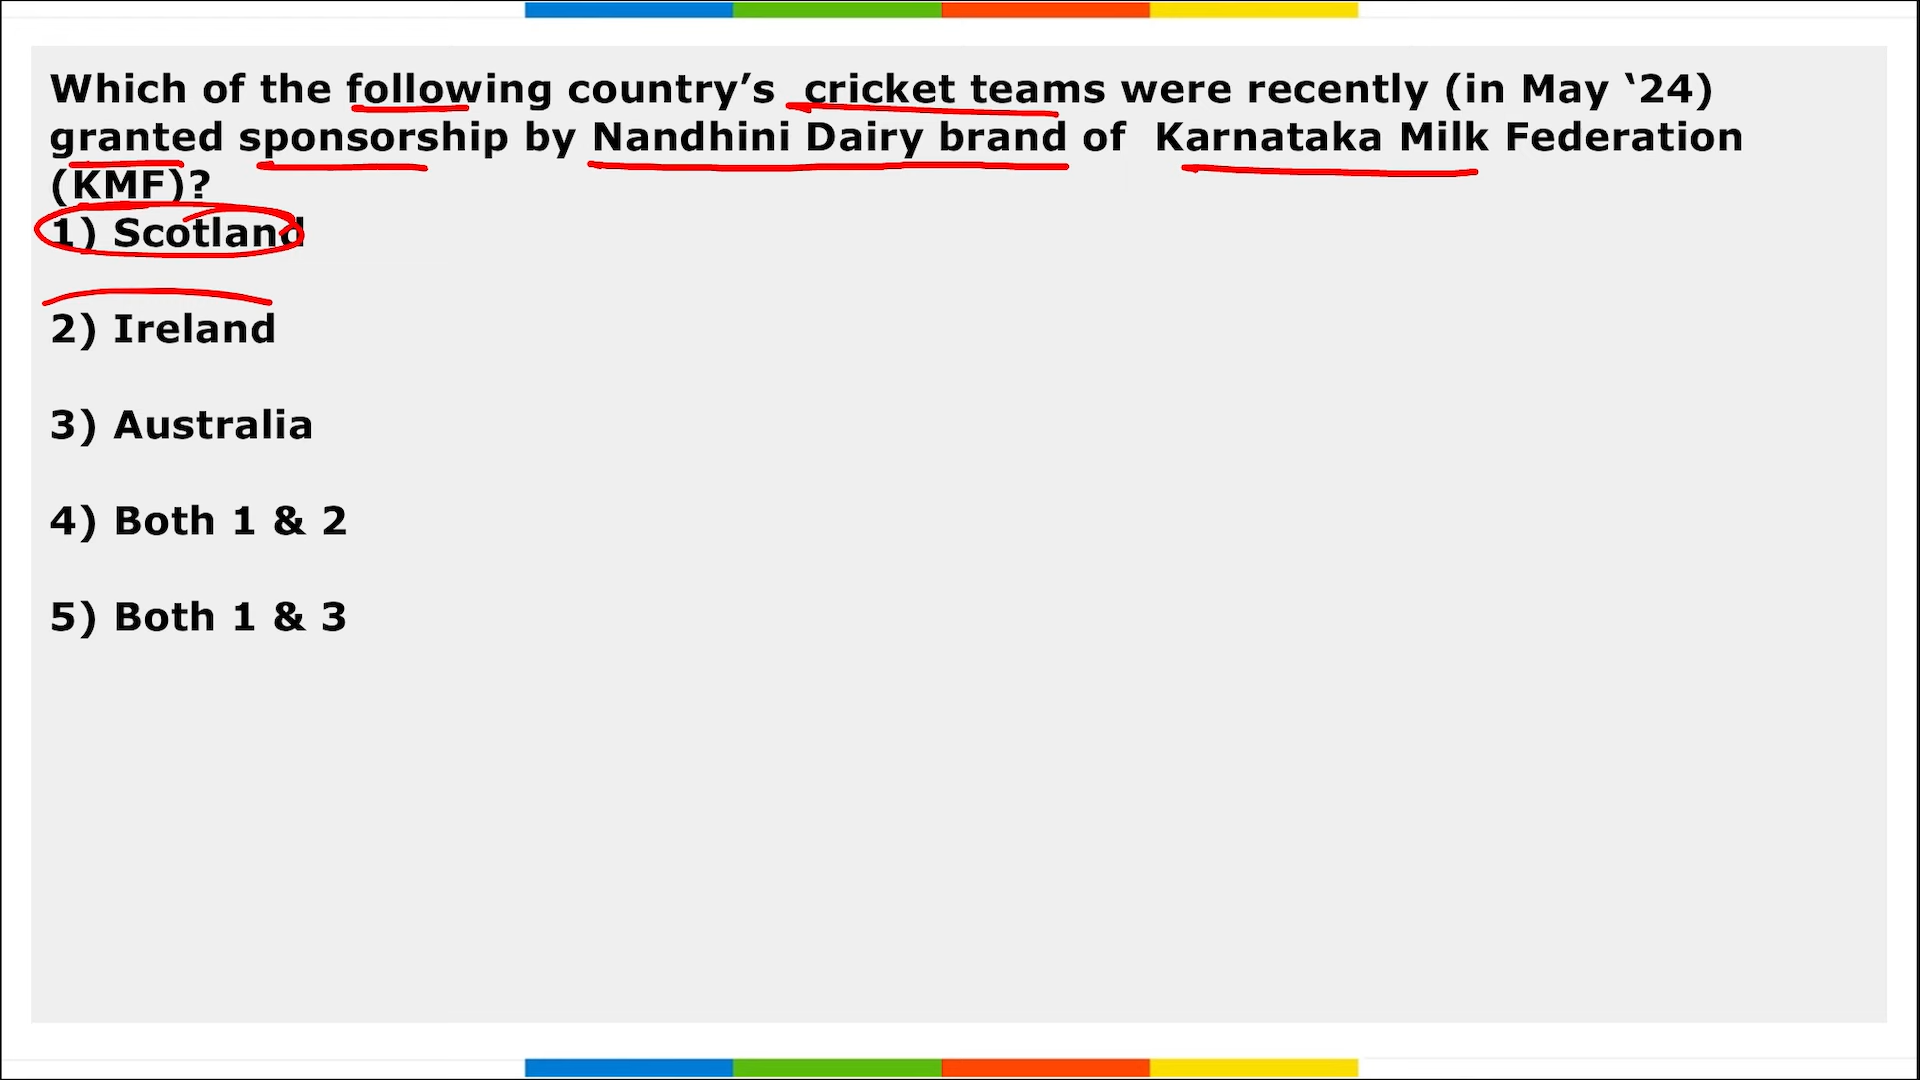 Which of the following country’s cricket teams were recently (in May ‘24)
granted sponsorship by Nandhini Dairy brand of Karnataka Milk Federation
(KMF)?
1) Scotland
2) Ireland
3) Australia
4) Both 1 & 2
5) Both 1 & 3